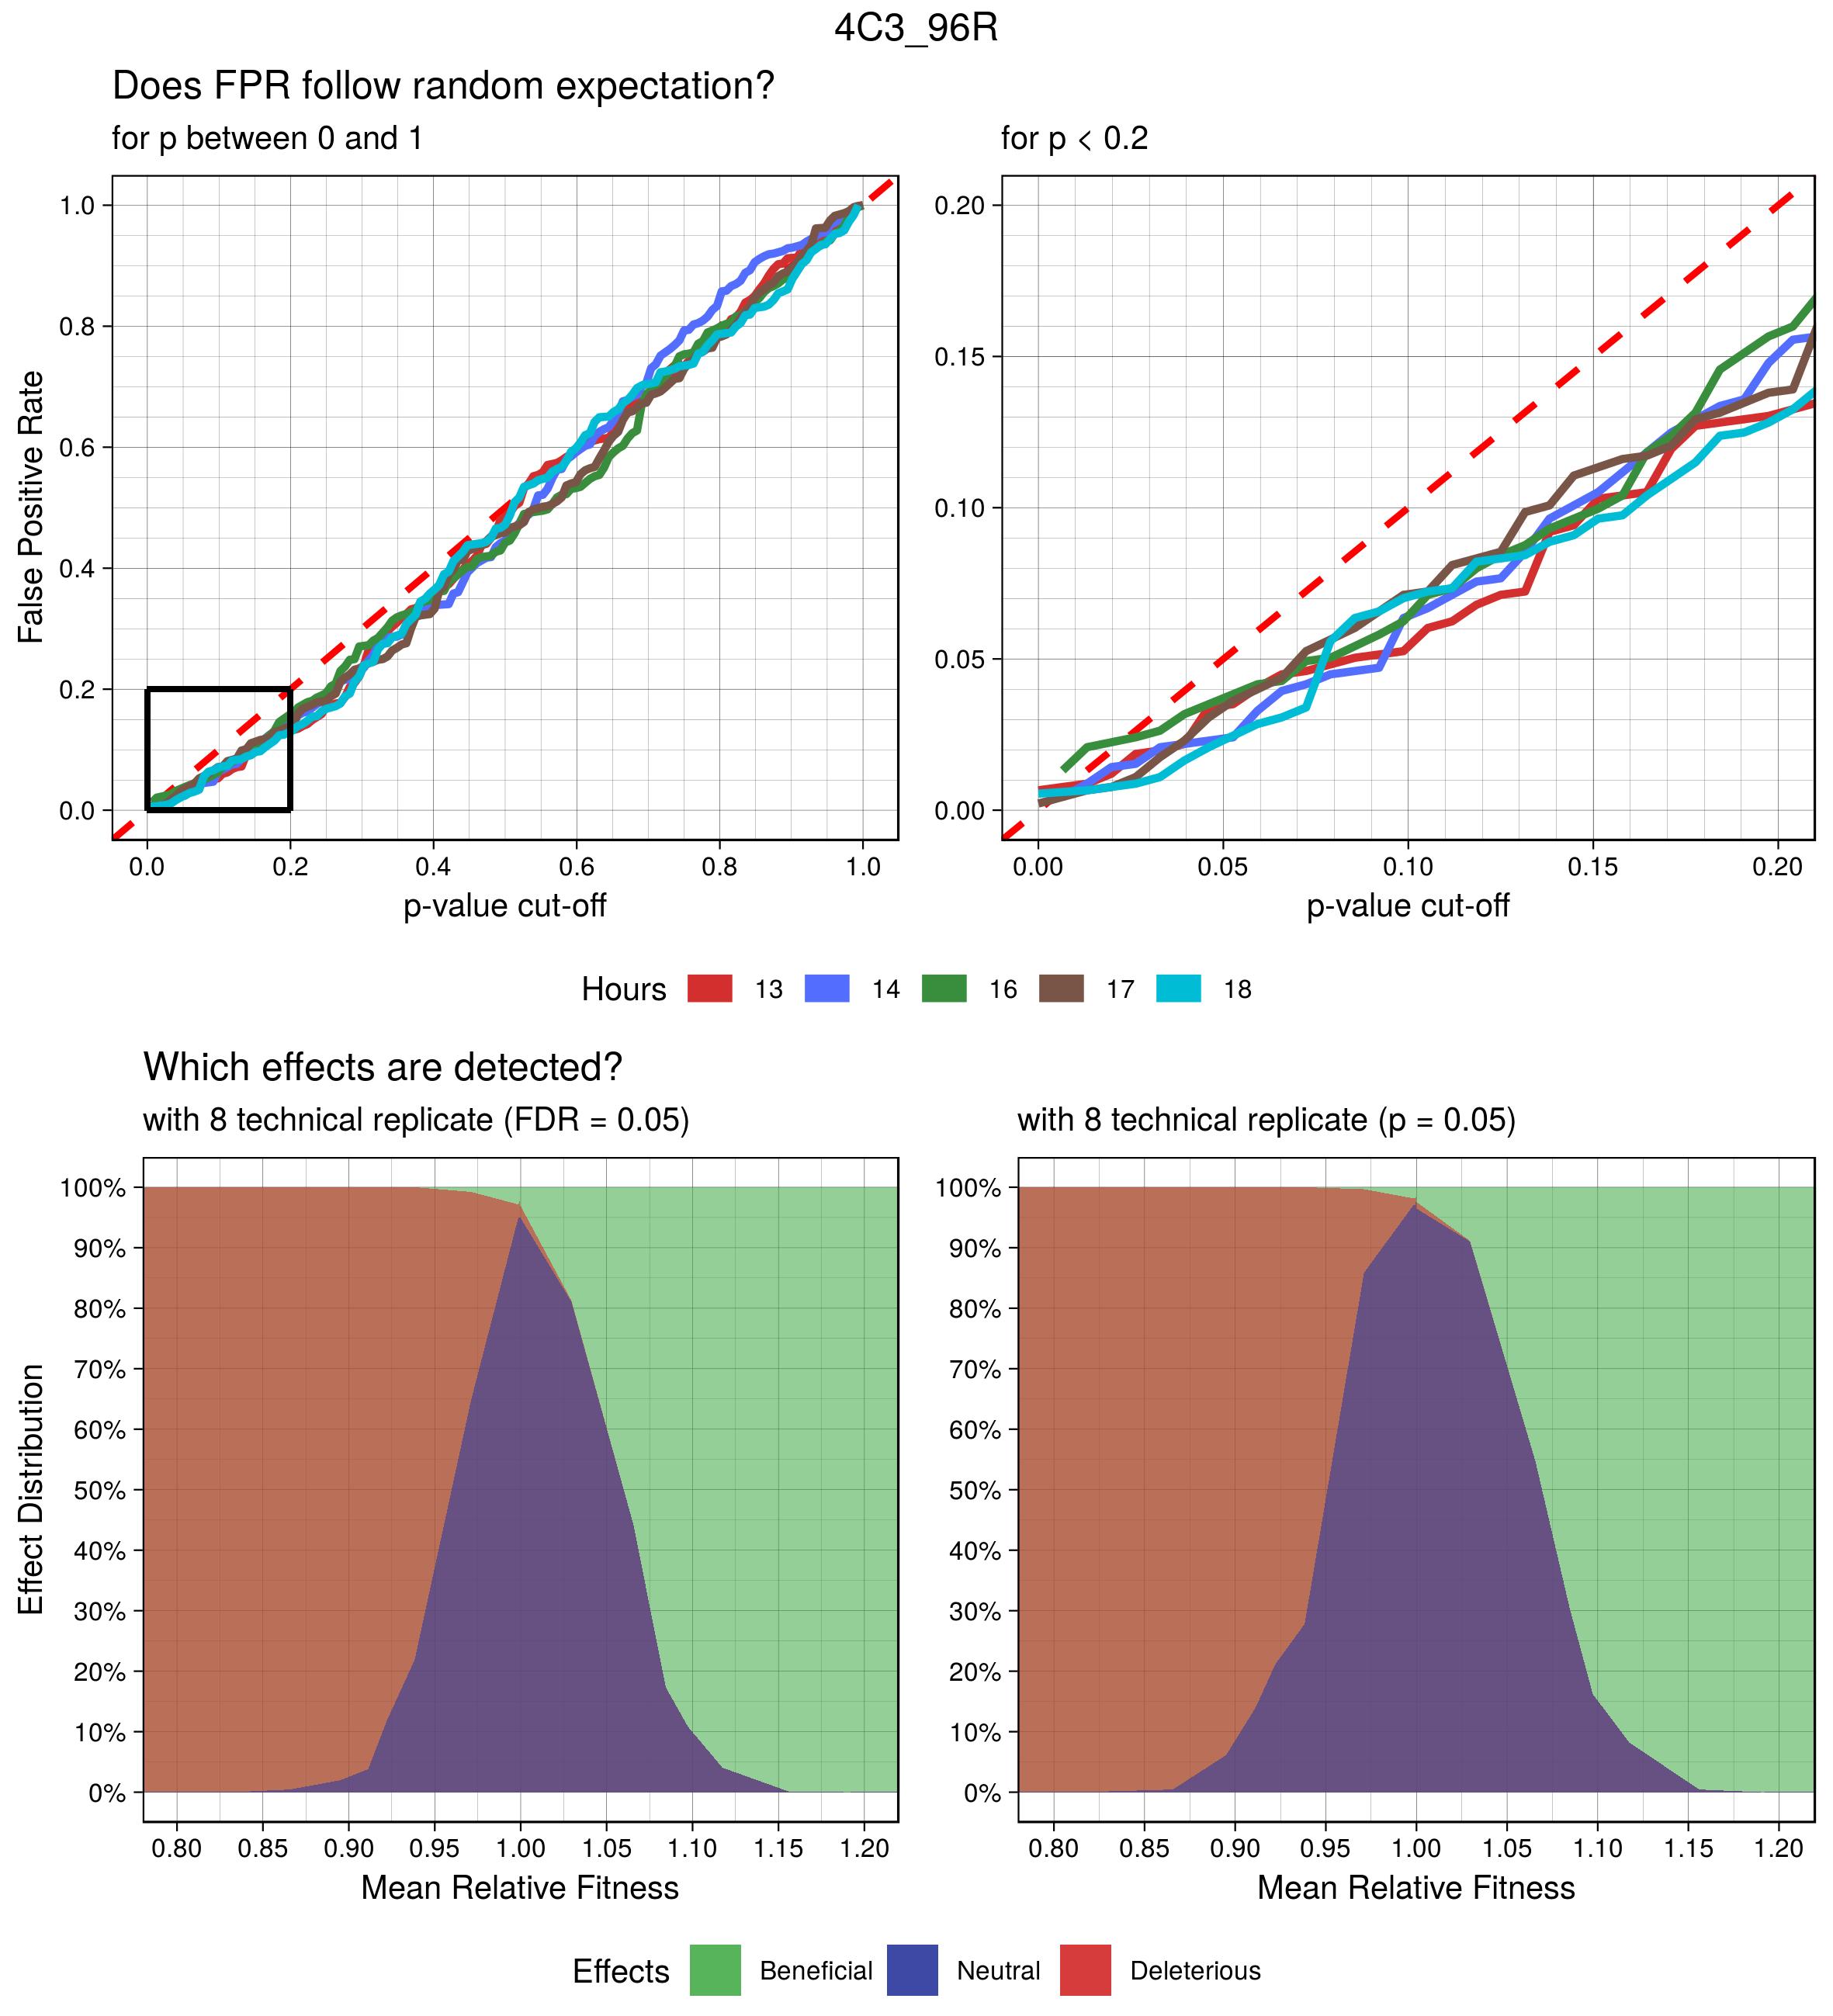 4C3_96R
Does FPR follow random expectation?
for p between 0 and 1
for p < 0.2
False Positive Rate
1.0
0.8
0.6
0.4
0.2
0.0
0.0 0.2 0.4 0.6 0.8 1.0
p-value cut-off
0.20
0.15
0.10
0.05
0.00
0.00 0.05 0.10 0.15 0.20
p-value cut-off
Hours 13 14 16 17 18
Which effects are detected?
with 8 technical replicate (FDR = 0.05)
with 8 technical replicate (p = 0.05)
Effect Distribution
100%
90%
80%
70%
60%
50%
40%
30%
20%
10%
0%
0.80 0.85 0.90 0.95 1.00 1.05 1.10 1.15 1.20
Mean Relative Fitness
100%
90%
80%
70%
60%
50%
40%
30%
20%
10%
0%
0.80 0.85 0.90 0.95 1.00 1.05 1.10 1.15 1.20
Mean Relative Fitness
Effects Beneficial Neutral Deleterious